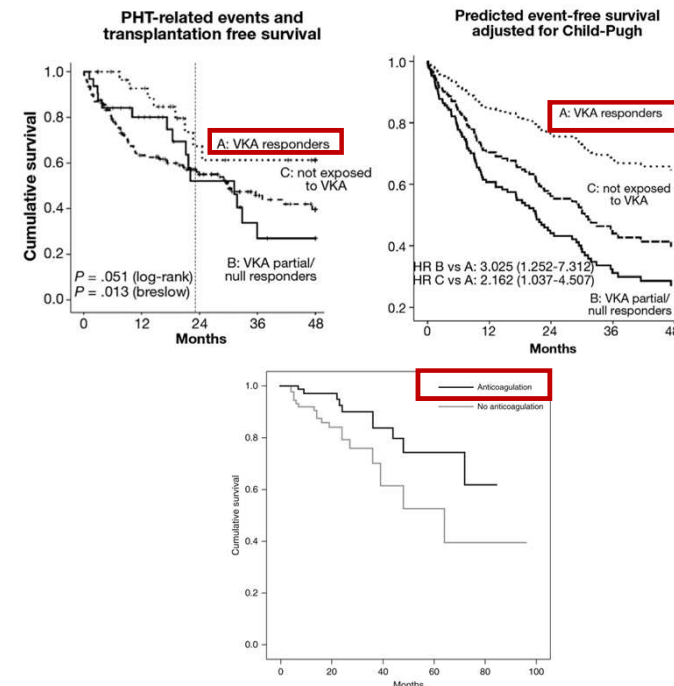 PHT-related events and
transplantation free survival
Cumulative survival
1.0
0.8
0.6
0.4
0.2
0.0
A: VKA responders
C: not exposed
to VKA
B: VKA partial/
null responders
P = .051 (log-rank)
P = .013 (breslow)
0 12 24 36 48
Months
Predicted event-free survival
adjusted for Child-Pugh
1.0
0.8
0.6
0.4
0.2
A: VKA responders
C: not exposed
to VKA
HR B vs A: 3.025 (1.252-7.312)
HR C vs A: 2.162 (1.037-4.507)
B: VKA partial/
null responders
0 12 24 36 48
Months
Cumulative survival
1.0
0.8
0.6
0.4
0.2
0.0
Anticoagulation
No anticoagulation
0 20 40 60 80 100
Months